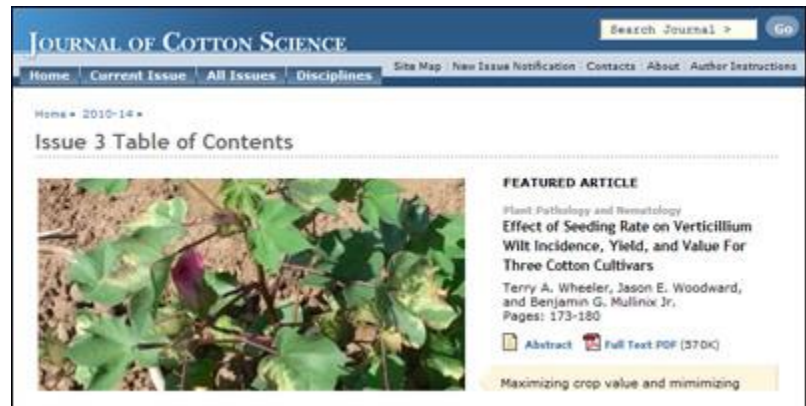 JOURNAL OF COTTON SCIENCE
Search Journal >
Go
Home Current Issue All Issues Disciplines
Site Map New Issue Notification Contacts About Author Instructions
Home » 2010-14 »
Issue 3 Table of Contents
FEATURED ARTICLE
Plant Pathology and Nematology
Effect of Seeding Rate on Verticillium
Wilt Incidence, Yield, and Value For
Three Cotton Cultivars
Terry A. Wheeler, Jason E. Woodward,
and Benjamin G. Mullinix Jr.
Pages: 173-180
Abstract Full Text PDF (570K)
Maximizing crop value and mimimizing